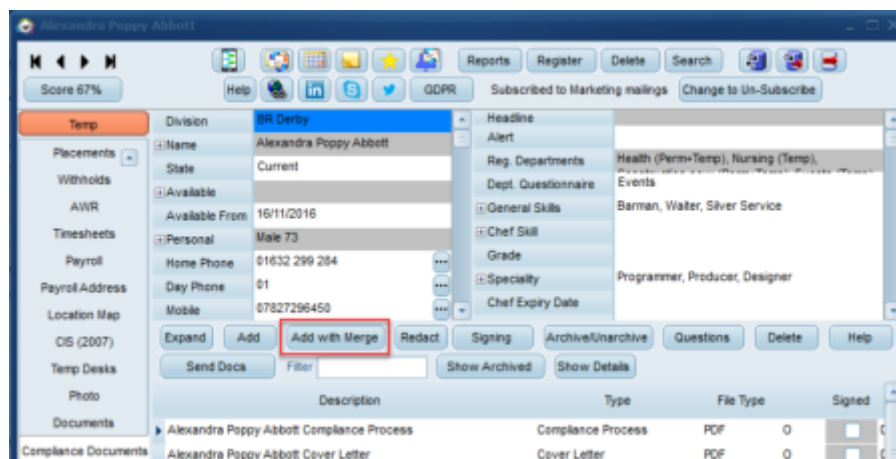 Alexandra Poppy Abbott
Reports Register Delete Search
Score 67% Help GDPR Subscribed to Marketing mailings Change to Un-Subscribe
Temp
Placements
Withholds
AWR
Timesheets
Payroll
Payroll Address
Location Map
CIS (2007)
Temp Desks
Photo
Documents
Compliance Documents
Division BR Derby
Name Alexandra Poppy Abbott
State Current
Available
Available From 16/11/2016
Personal Male 73
Home Phone 01632 299 284
Day Phone 01
Mobile 07827296450
Headline
Alert
Reg. Departments Health (Perm+Temp), Nursing (Temp),
Dept. Questionnaire Events
General Skills Barman, Waiter, Silver Service
Chef Skill
Grade
Speciality Programmer, Producer, Designer
Chef Expiry Date
Expand Add Add with Merge Redact Signing Archive/Unarchive Questions Delete Help
Send Docs Filter Show Archived Show Details
Description Type File Type Signed
Alexandra Poppy Abbott Compliance Process Compliance Process PDF O
Alexandra Poppy Abbott Cover Letter Cover Letter PDF O